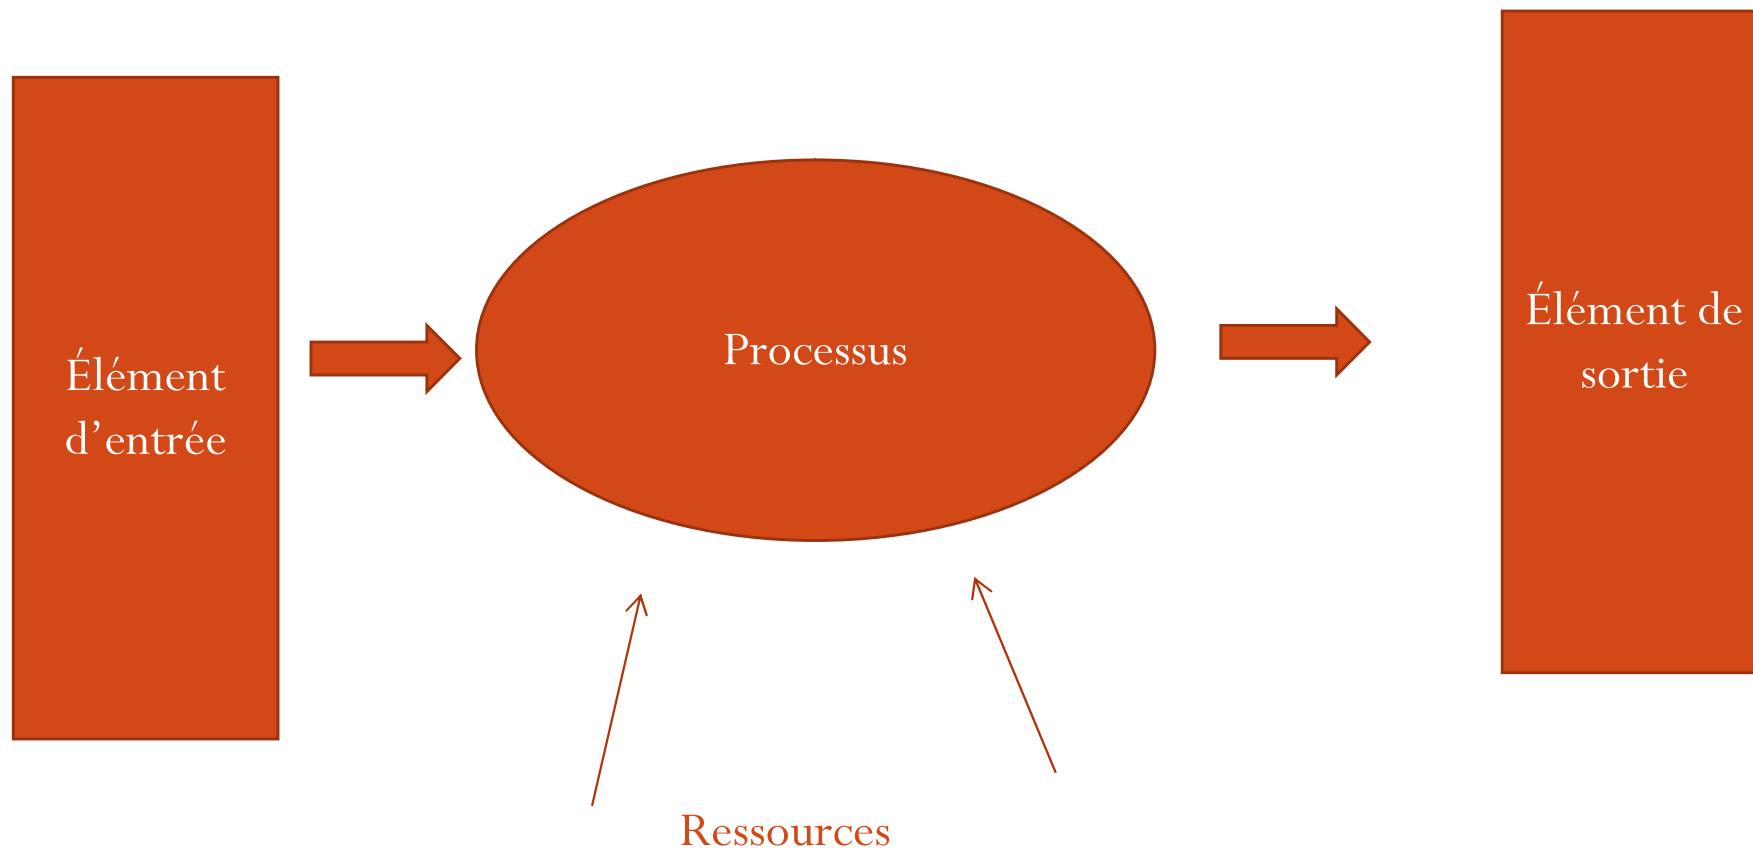 Élément
d’entrée
Processus
Élément de
sortie
Ressources